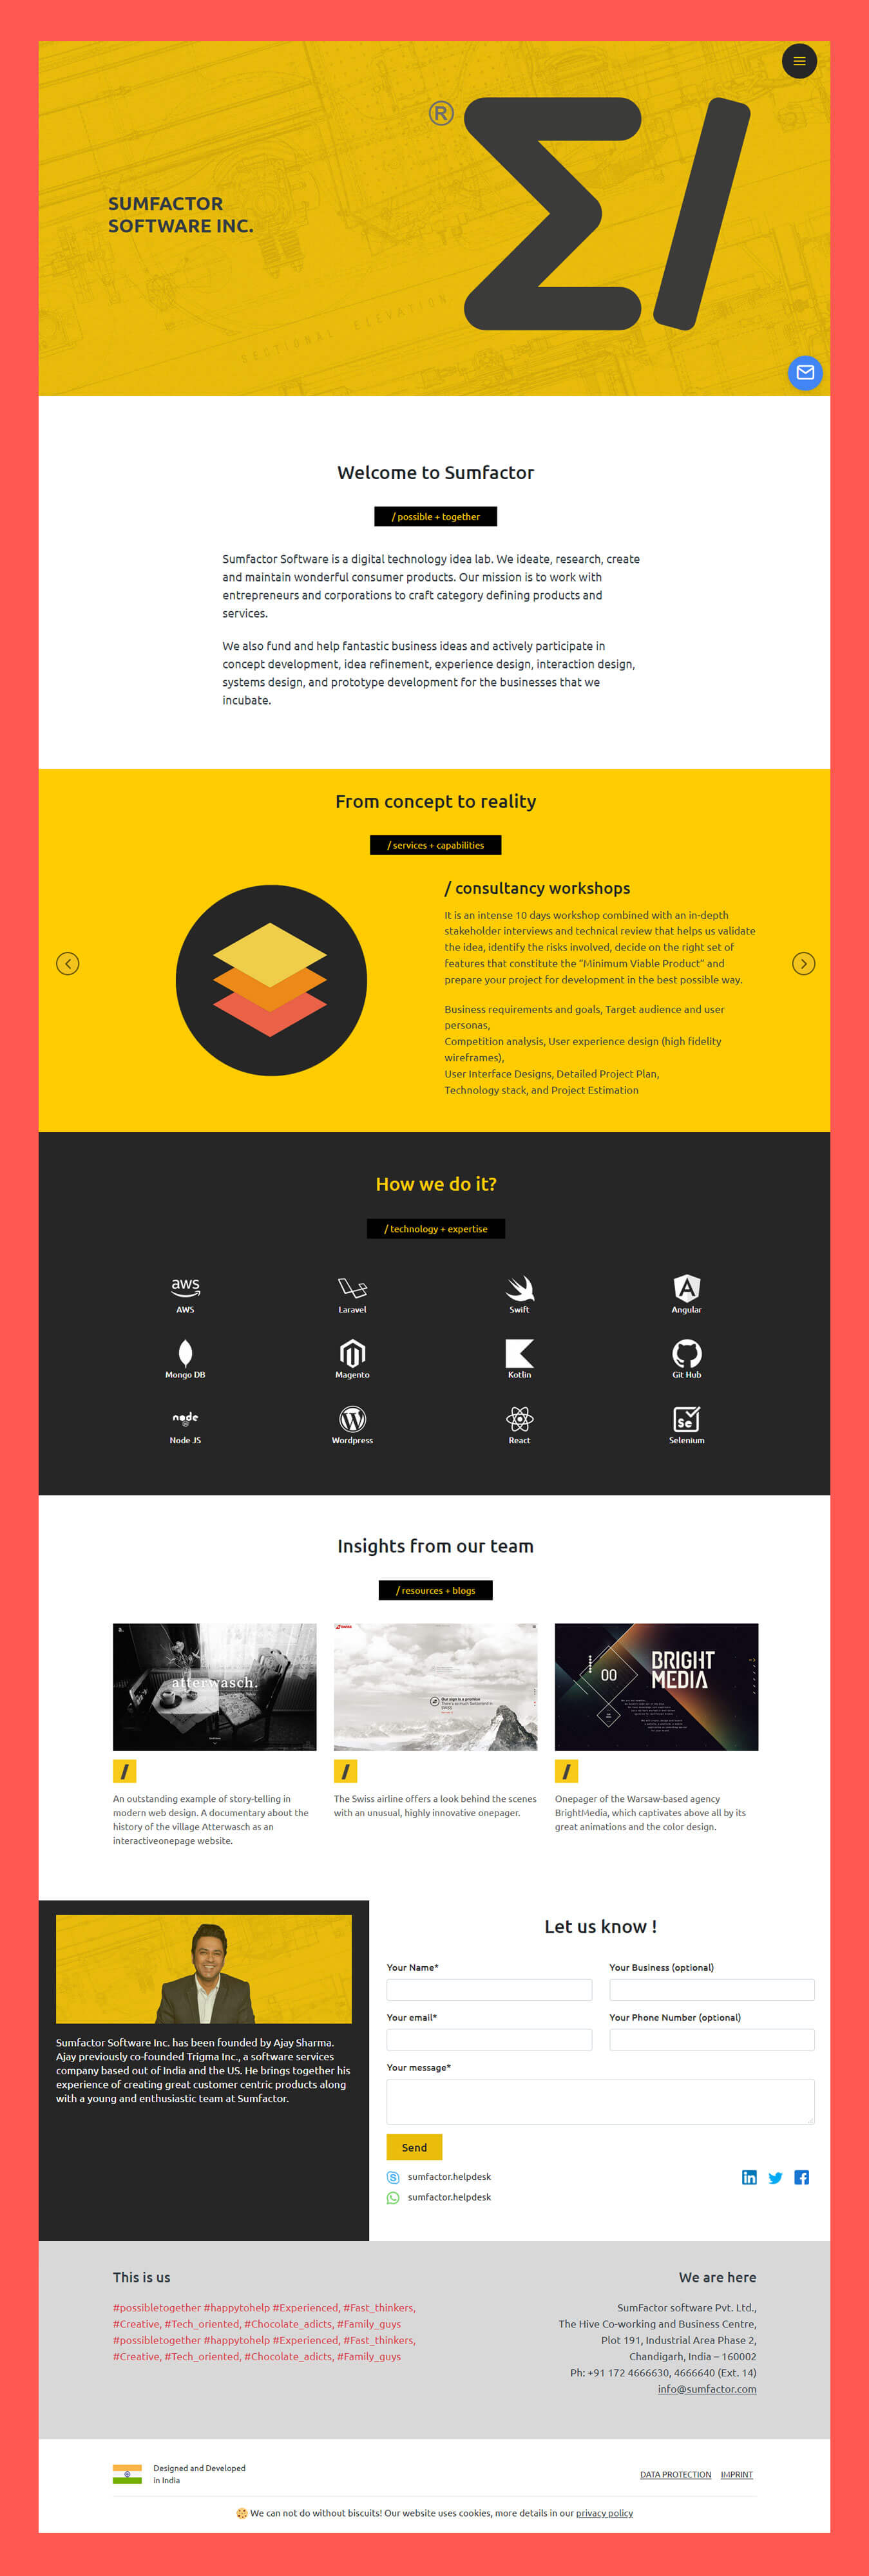 ®
SUMFACTOR
SOFTWARE INC.
SECTIONAL ELEVATION
Welcome to Sumfactor
/ possible + together
Sumfactor Software is a digital technology idea lab. We ideate, research, create
and maintain wonderful consumer products. Our mission is to work with
entrepreneurs and corporations to craft category defining products and
services.
We also fund and help fantastic business ideas and actively participate in
concept development, idea refinement, experience design, interaction design,
systems design, and prototype development for the businesses that we
incubate.
From concept to reality
/ services + capabilities
/ consultancy workshops
It is an intense 10 days workshop combined with an in-depth
stakeholder interviews and technical review that helps us validate
the idea, identify the risks involved, decide on the right set of
features that constitute the “Minimum Viable Product” and
prepare your project for development in the best possible way.
Business requirements and goals, Target audience and user
personas,
Competition analysis, User experience design (high fidelity
wireframes),
User Interface Designs, Detailed Project Plan,
Technology stack, and Project Estimation
How we do it?
/ technology + expertise
aws
AWS
Laravel
Swift
Angular
Mongo DB
Magento
Kotlin
Git Hub
node
Node JS
Wordpress
React
Se
Selenium
Insights from our team
/ resources + blogs
a.
atterwasch.
SWISS
Our sign is a promise
00
BRIGHT
MEDIA
An outstanding example of story-telling in
modern web design. A documentary about the
history of the village Atterwasch as an
interactiveonepage website.
The Swiss airline offers a look behind the scenes
with an unusual, highly innovative onepager.
Onepager of the Warsaw-based agency
BrightMedia, which captivates above all by its
great animations and the color design.
Sumfactor Software Inc. has been founded by Ajay Sharma.
Ajay previously co-founded Trigma Inc., a software services
company based out of India and the US. He brings together his
experience of creating great customer centric products along
with a young and enthusiastic team at Sumfactor.
Let us know !
Your Name*
Your Business (optional)
Your email*
Your Phone Number (optional)
Your message*
Send
sumfactor.helpdesk
sumfactor.helpdesk
This is us
#possibletogether #happytohelp #Experienced, #Fast_thinkers,
#Creative, #Tech_oriented, #Chocolate_adicts, #Family_guys
#possibletogether #happytohelp #Experienced, #Fast_thinkers,
#Creative, #Tech_oriented, #Chocolate_adicts, #Family_guys
We are here
SumFactor software Pvt. Ltd.,
The Hive Co-working and Business Centre,
Plot 191, Industrial Area Phase 2,
Chandigarh, India – 160002
Ph: +91 172 4666630, 4666640 (Ext. 14)
info@sumfactor.com
Designed and Developed
in India
DATA PROTECTION
IMPRINT
We can not do without biscuits! Our website uses cookies, more details in our privacy policy